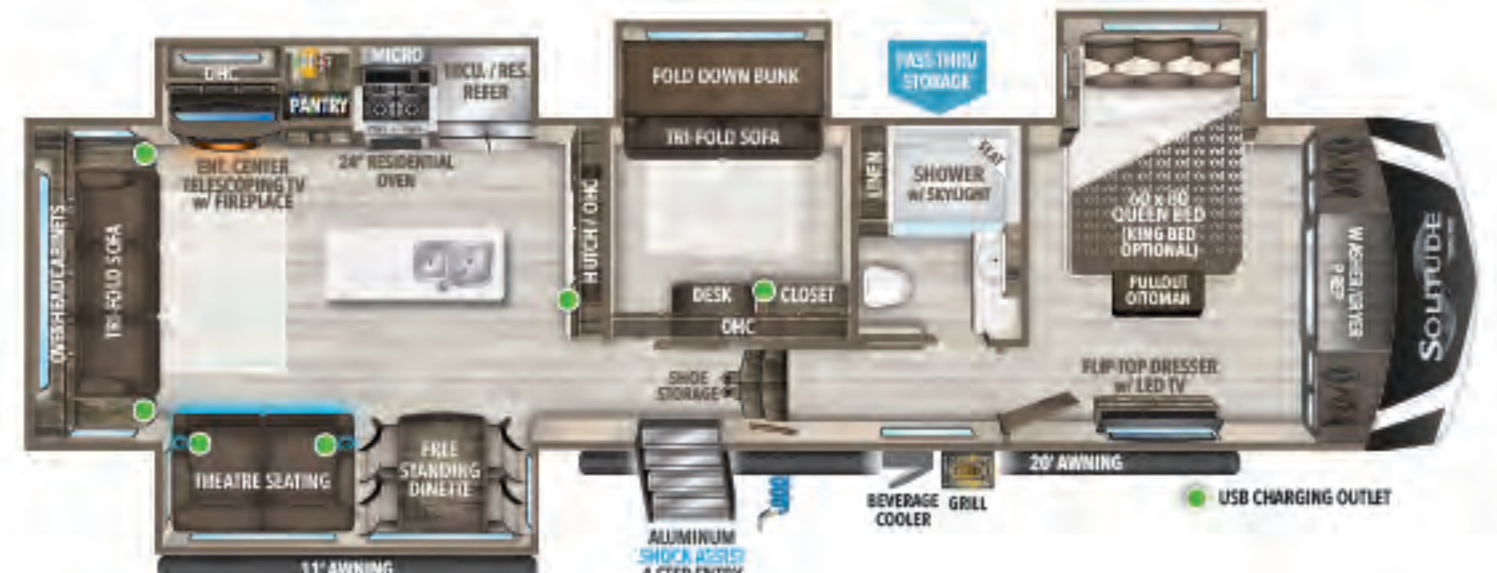 OHC
PANTRY
MICRO
18CU. / RES.
REFER
ENT. CENTER
TELESCOPING TV
w/ FIREPLACE
24" RESIDENTIAL
OVEN
OVERHEAD CABINETS
TRI-FOLD SOFA
THEATRE SEATING
FREE
STANDING
DINETTE
11' AWNING
HUTCH / OHC
FOLD DOWN BUNK
TRI-FOLD SOFA
DESK
CLOSET
OHC
SHOE
STORAGE
ALUMINUM
SHOCK ASSIST
4 STEP ENTRY
PASS THRU
STORAGE
LINEN
SHOWER
w/ SKYLIGHT
SEAT
60 x 80
QUEEN BED
(KING BED
OPTIONAL)
PULLOUT
OTTOMAN
FLIP-TOP DRESSER
w/ LED TV
BEVERAGE
COOLER
GRILL
20' AWNING
WASHER/DRYER
PREP
SOLITUDE
USB CHARGING OUTLET